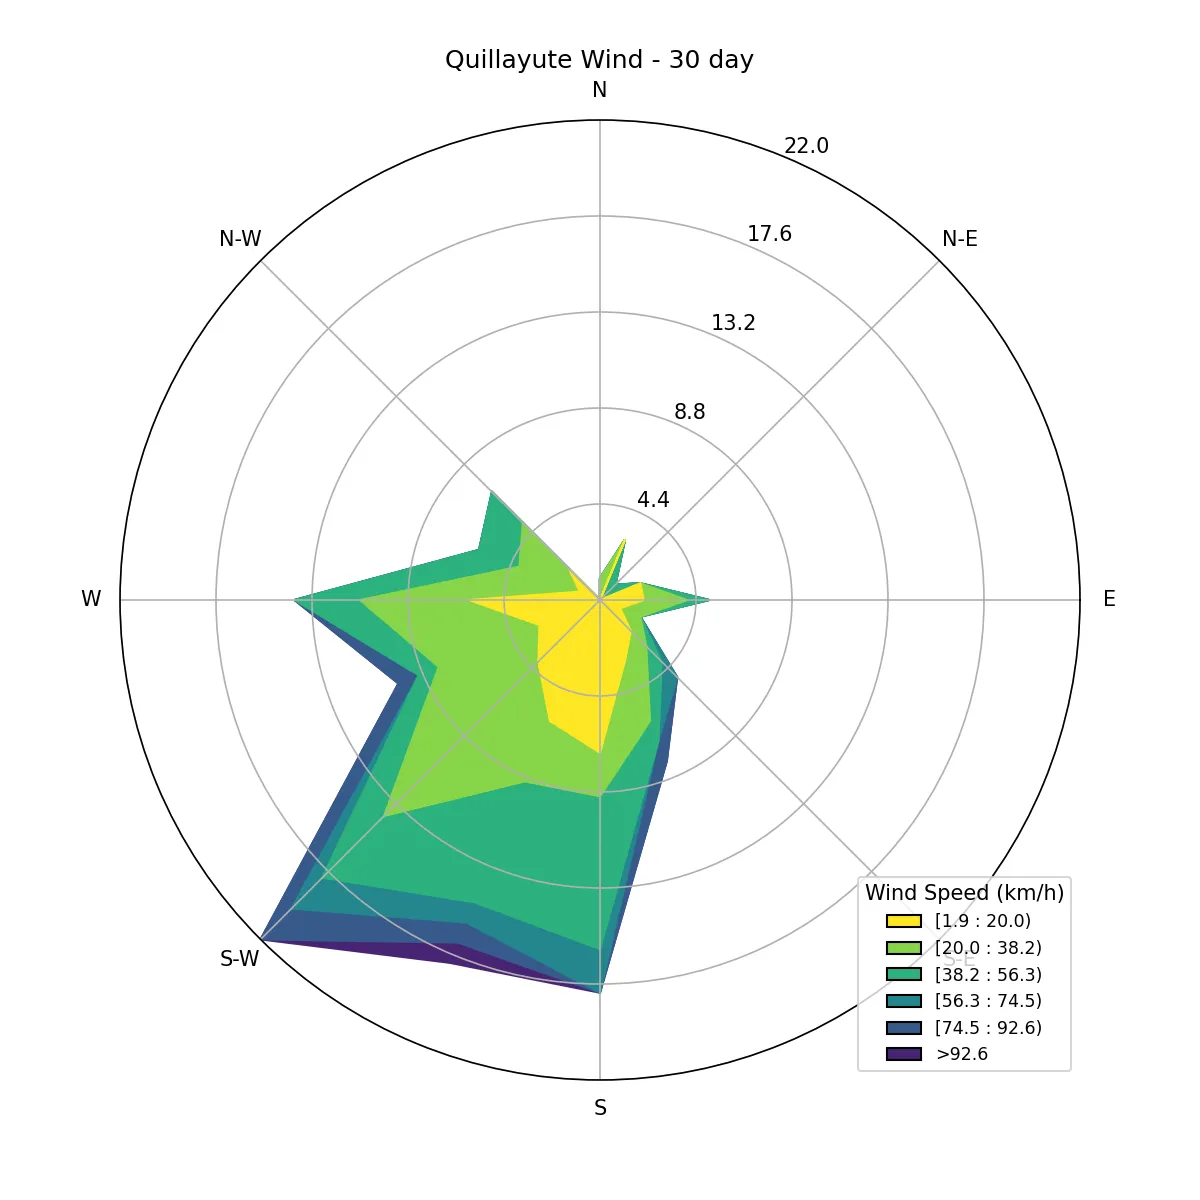 Quillayute Wind - 30 day
N
22.0
17.6
N-W
N-E
13.2
8.8
4.4
W
E
Wind Speed (km/h)
[1.9 : 20.0)
[20.0 : 38.2)
S-W
S-E
[38.2 : 56.3)
[56.3 : 74.5)
[74.5 : 92.6)
>92.6
S